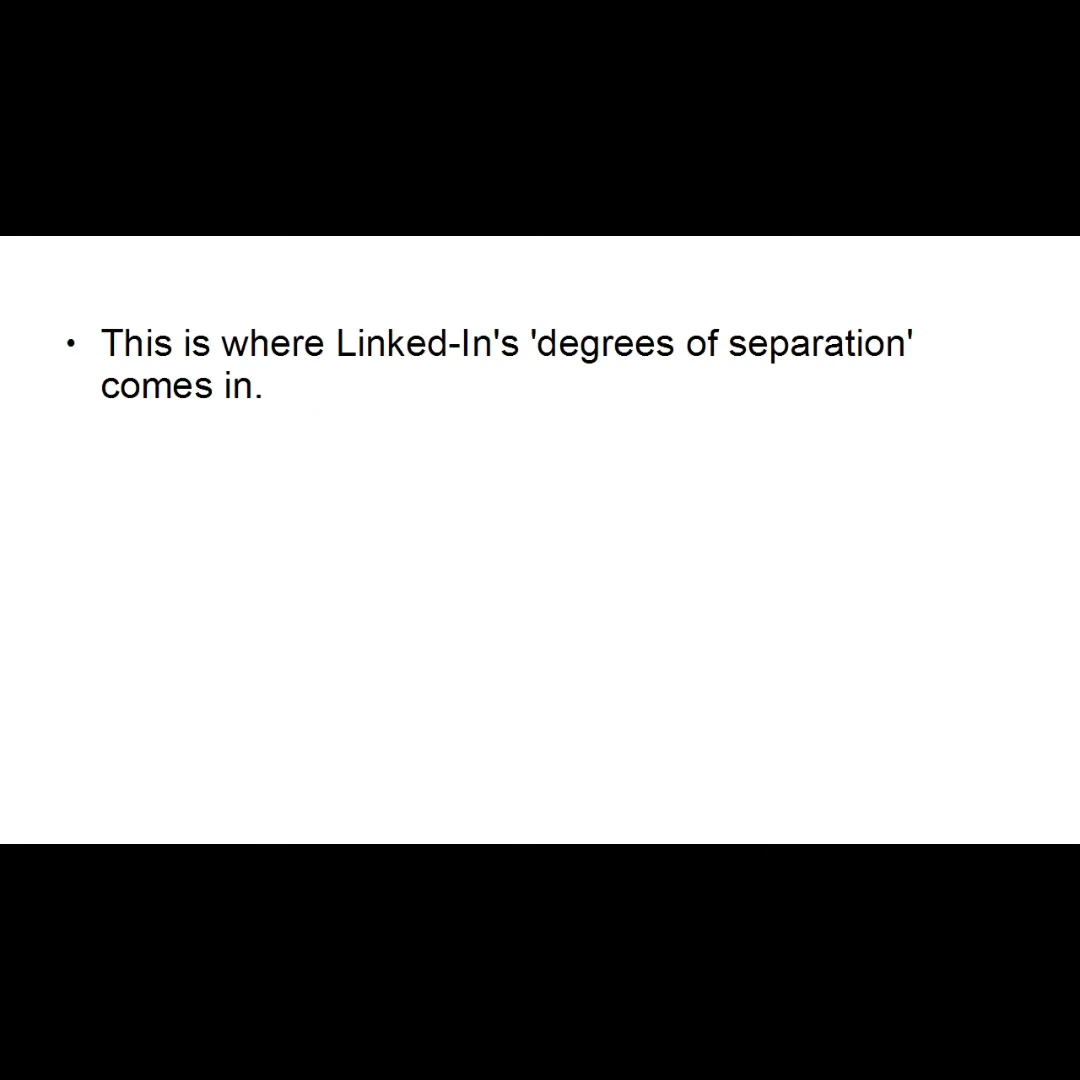 • This is where Linked-In's 'degrees of separation'
comes in.